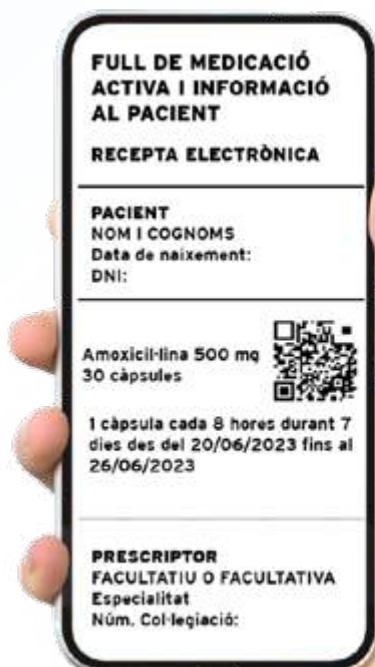 FULL DE MEDICACIÓ
ACTIVA I INFORMACIÓ
AL PACIENT
RECEPTA ELECTRÒNICA
PACIENT
NOM I COGNOMS
Data de naixement:
DNI:
Amoxicil·lina 500 mg
30 càpsules
1 càpsula cada 8 hores durant 7
dies des del 20/06/2023 fins al
26/06/2023
PRESCRIPTOR
FACULTATIU O FACULTATIVA
Especialitat
Núm. Col·legiació: